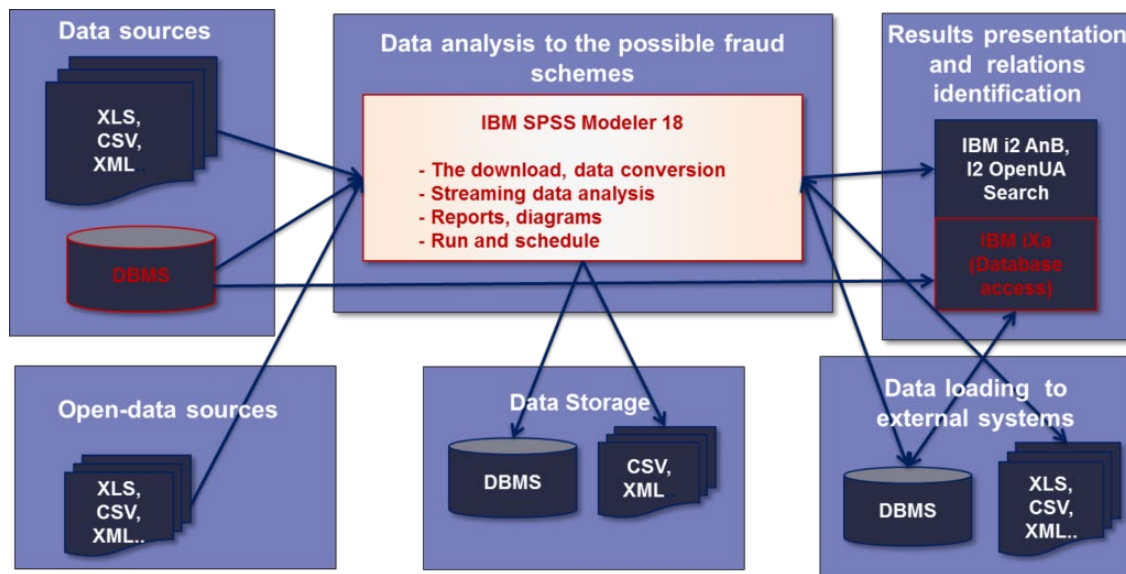 Data sources
XLS,
CSV,
XML..
DBMS
Data analysis to the possible fraud
schemes
IBM SPSS Modeler 18
- The download, data conversion
- Streaming data analysis
- Reports, diagrams
- Run and schedule
Results presentation
and relations
identification
IBM i2 AnB,
I2 OpenUA
Search
IBM iXa
(Database
access)
Open-data sources
XLS,
CSV,
XML..
Data Storage
DBMS
CSV,
XML..
Data loading to
external systems
DBMS
XLS,
CSV,
XML..